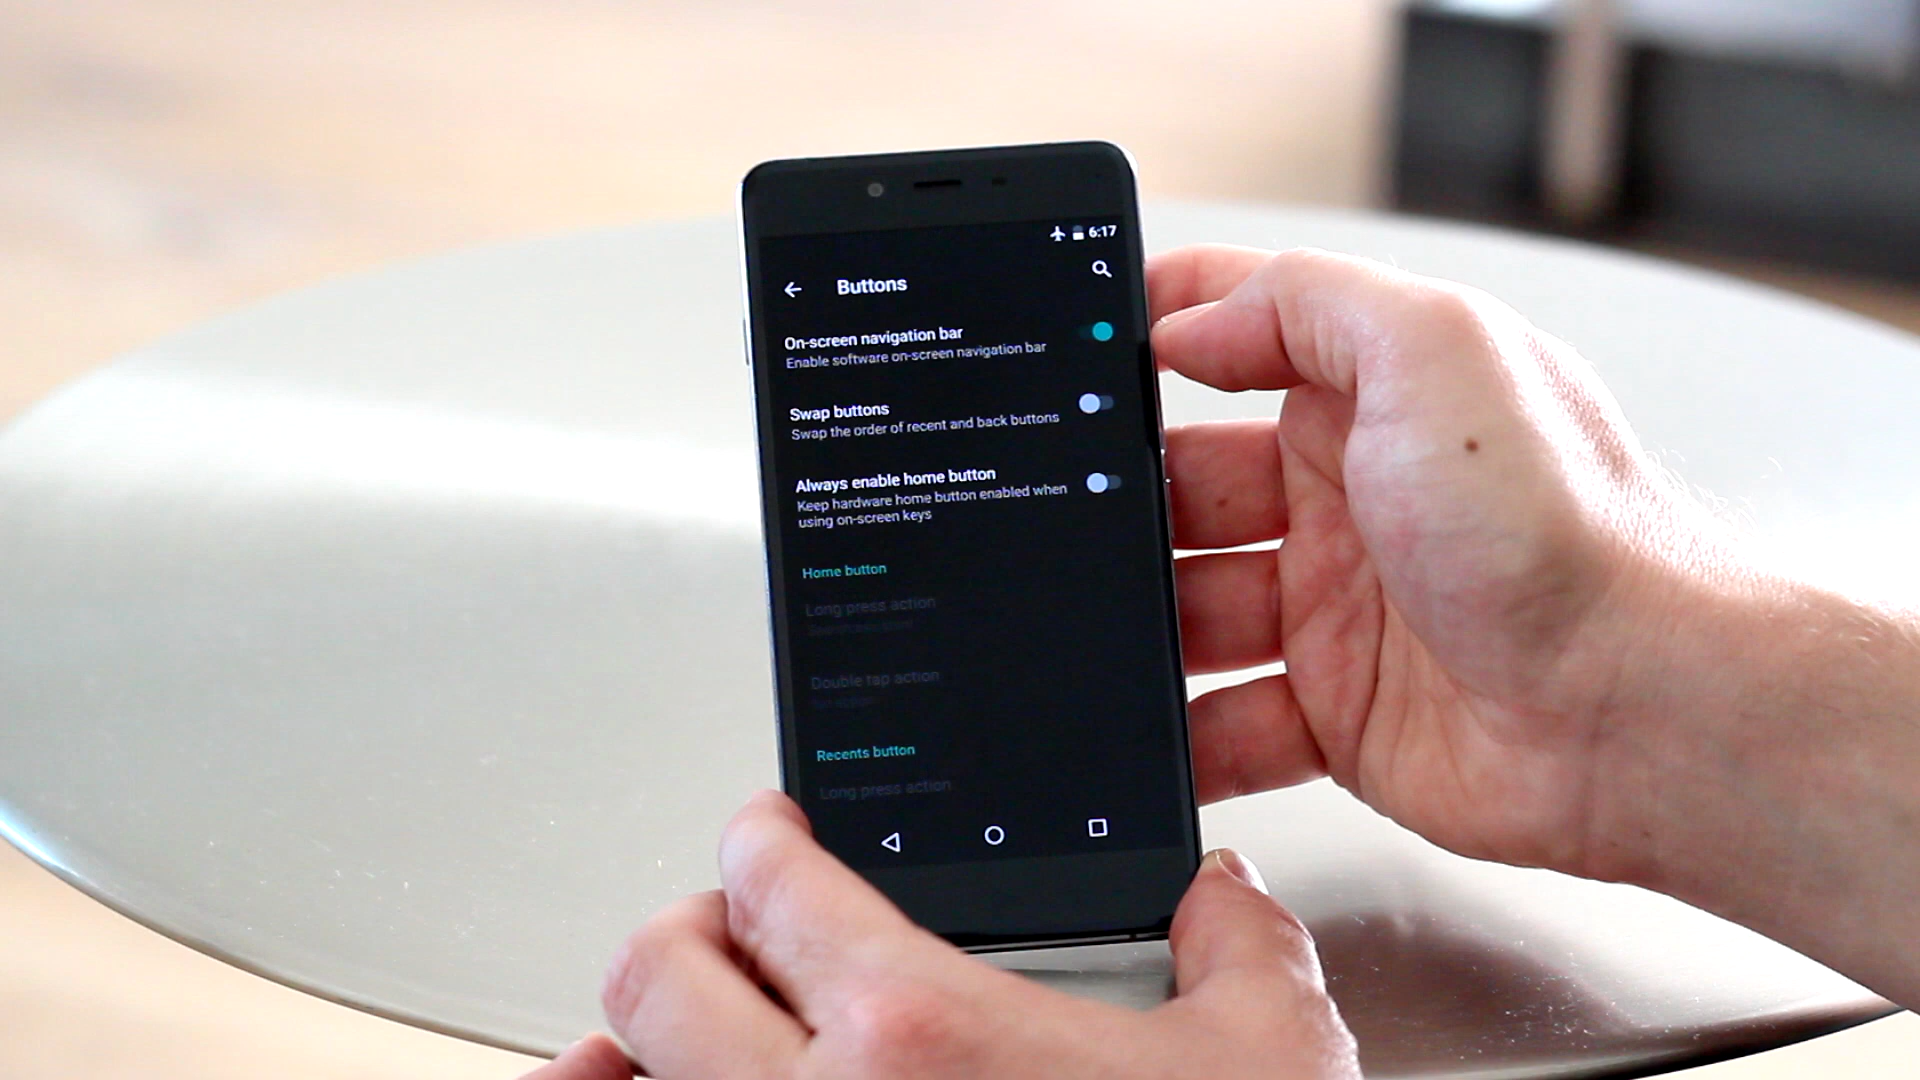 6:17
Buttons
On-screen navigation bar
Enable software on-screen navigation bar
Swap buttons
Swap the order of recent and back buttons
Always enable home button
Keep hardware home button enabled when
using on-screen keys
Home button
Long press action
Double tap action
Recents button
Long press action